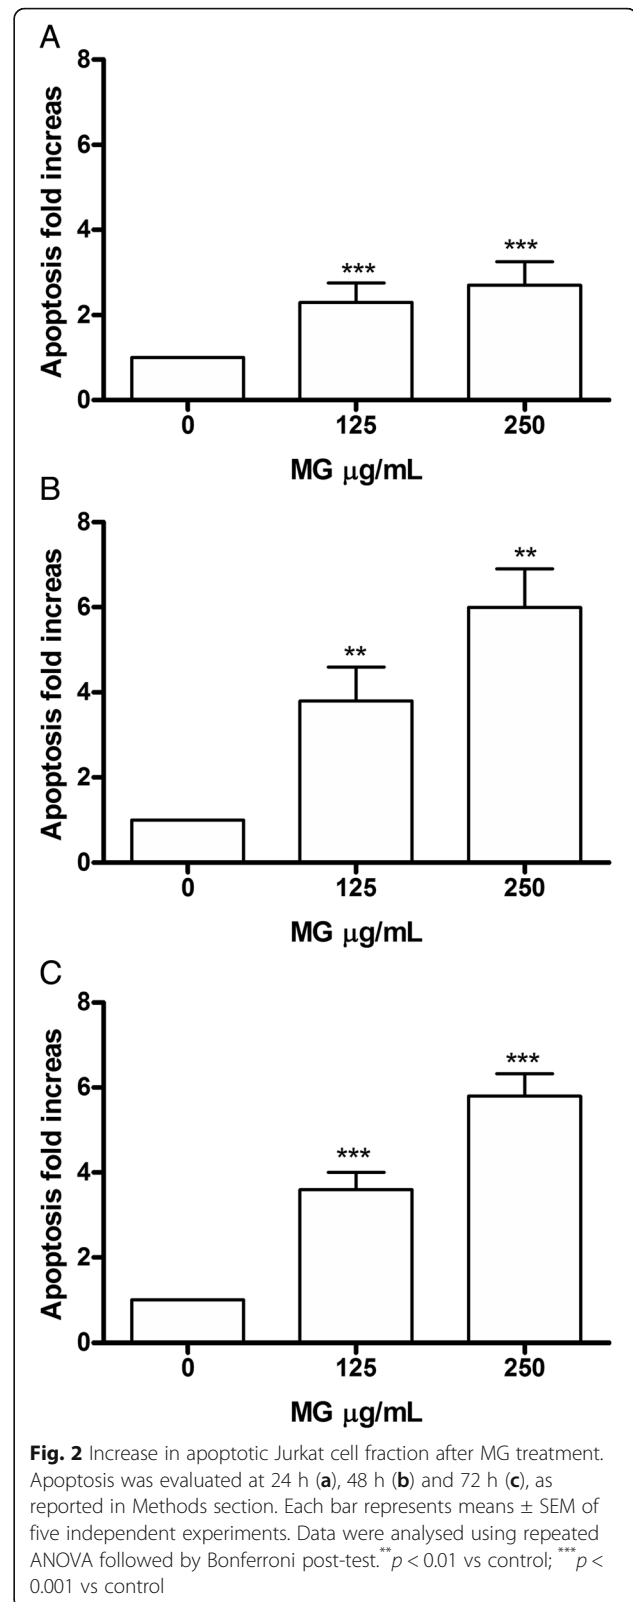 A
8
6
4
2
0
Apoptosis fold increas
***
***
0 125 250
MG μg/mL
B
8
6
4
2
0
Apoptosis fold increas
**
**
0 125 250
MG μg/mL
C
8
6
4
2
0
Apoptosis fold increas
***
***
0 125 250
MG μg/mL
Fig. 2 Increase in apoptotic Jurkat cell fraction after MG treatment.
Apoptosis was evaluated at 24 h (a), 48 h (b) and 72 h (c), as
reported in Methods section. Each bar represents means ± SEM of
five independent experiments. Data were analysed using repeated
ANOVA followed by Bonferroni post-test. **p < 0.01 vs control; ***p <
0.001 vs control